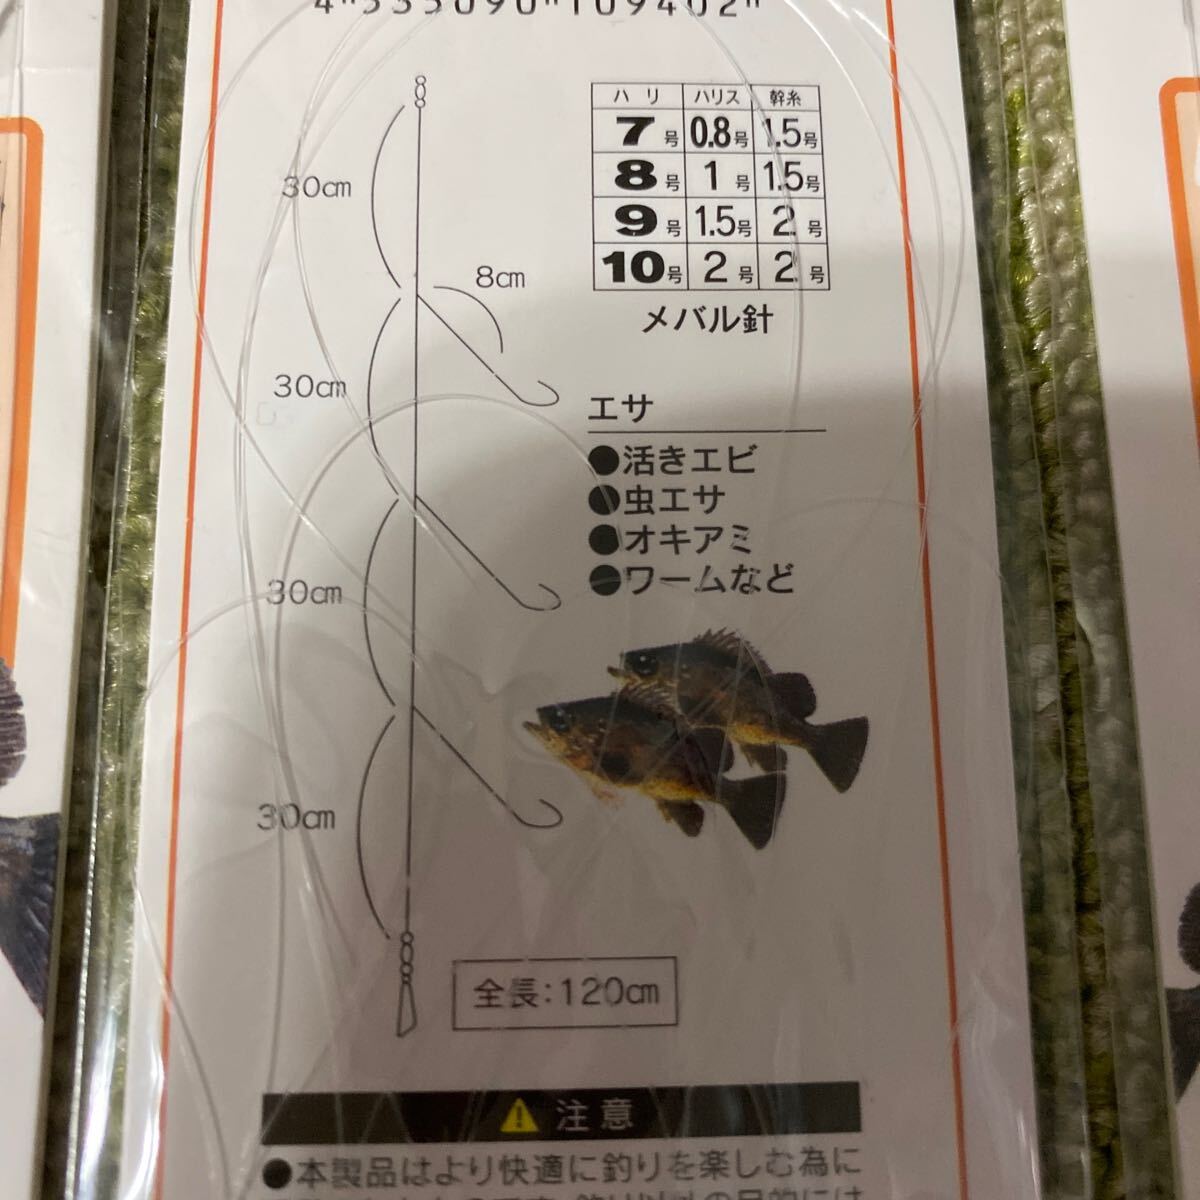 4"535090"109402"
ハリ ハリス 幹糸
7号 0.8号 1.5号
8号 1号 1.5号
9号 1.5号 2号
10号 2号 2号
メバル針
30cm
8cm
30cm
30cm
30cm
エサ
●活きエビ
●虫エサ
●オキアミ
●ワームなど
全長:120cm
注意
●本製品はより快適に釣りを楽しむ為に